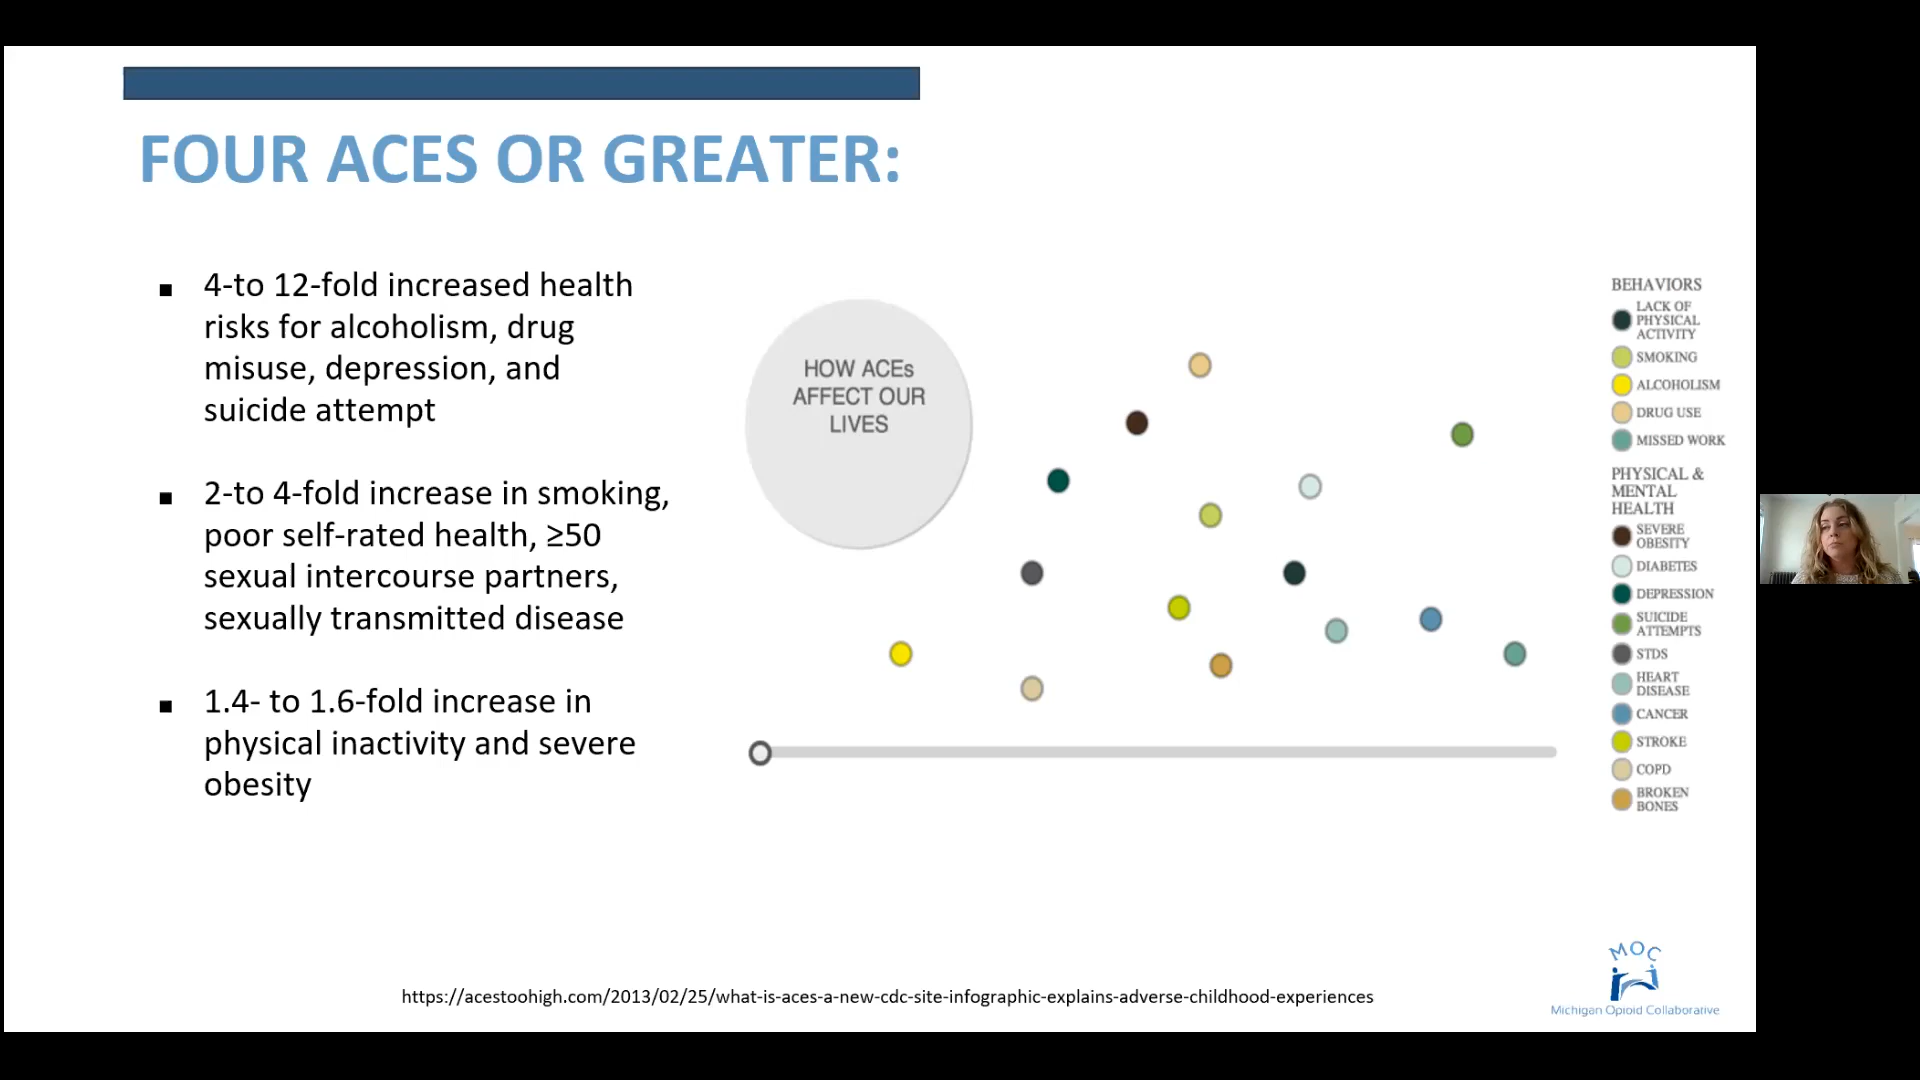 FOUR ACES OR GREATER:
▪ 4-to 12-fold increased health
risks for alcoholism, drug
misuse, depression, and
suicide attempt
▪ 2-to 4-fold increase in smoking,
poor self-rated health, ≥50
sexual intercourse partners,
sexually transmitted disease
▪ 1.4- to 1.6-fold increase in
physical inactivity and severe
obesity
HOW ACEs
AFFECT OUR
LIVES
BEHAVIORS
LACK OF
PHYSICAL
ACTIVITY
SMOKING
ALCOHOLISM
DRUG USE
MISSED WORK
PHYSICAL &
MENTAL
HEALTH
SEVERE
OBESITY
DIABETES
DEPRESSION
SUICIDE
ATTEMPTS
STDS
HEART
DISEASE
CANCER
STROKE
COPD
BROKEN
BONES
https://acestoohigh.com/2013/02/25/what-is-aces-a-new-cdc-site-infographic-explains-adverse-childhood-experiences
MOC
Michigan Opioid Collaborative